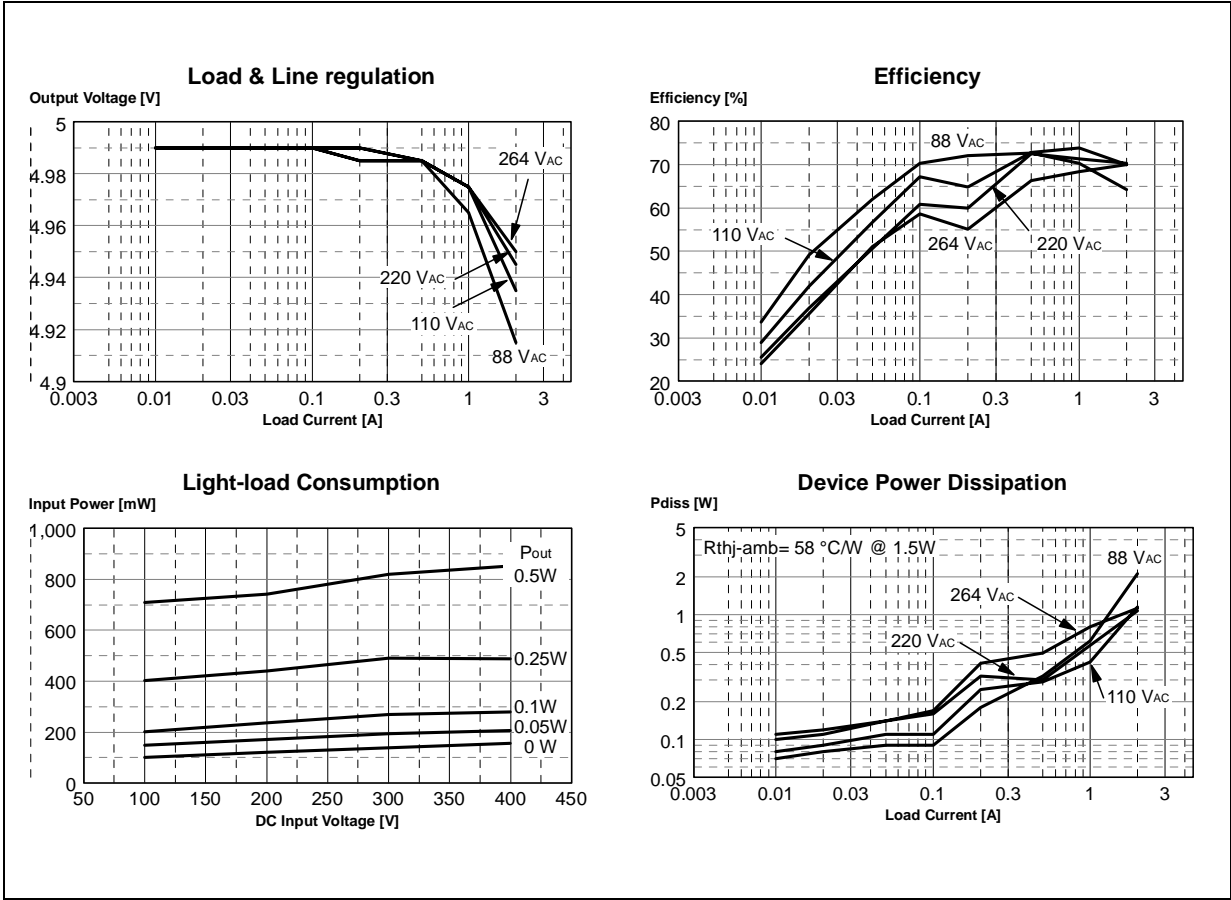 Load & Line regulation
Output Voltage [V]
5
4.98
4.96
4.94
4.92
4.9
264 VAC
220 VAC
110 VAC
88 VAC
0.003 0.01 0.03 0.1 0.3 1 3
Load Current [A]
Efficiency
Efficiency [%]
80
70
60
50
40
30
20
88 VAC
110 VAC
264 VAC
220 VAC
0.003 0.01 0.03 0.1 0.3 1 3
Load Current [A]
Light-load Consumption
Input Power [mW]
1,000
800
600
400
200
0
Pout
0.5W
0.25W
0.1W
0.05W
0 W
50 100 150 200 250 300 350 400 450
DC Input Voltage [V]
Device Power Dissipation
Pdiss [W]
5
2
1
0.5
0.2
0.1
0.05
Rthj-amb= 58 °C/W @ 1.5W
88 VAC
264 VAC
220 VAC
110 VAC
0.003 0.01 0.03 0.1 0.3 1 3
Load Current [A]